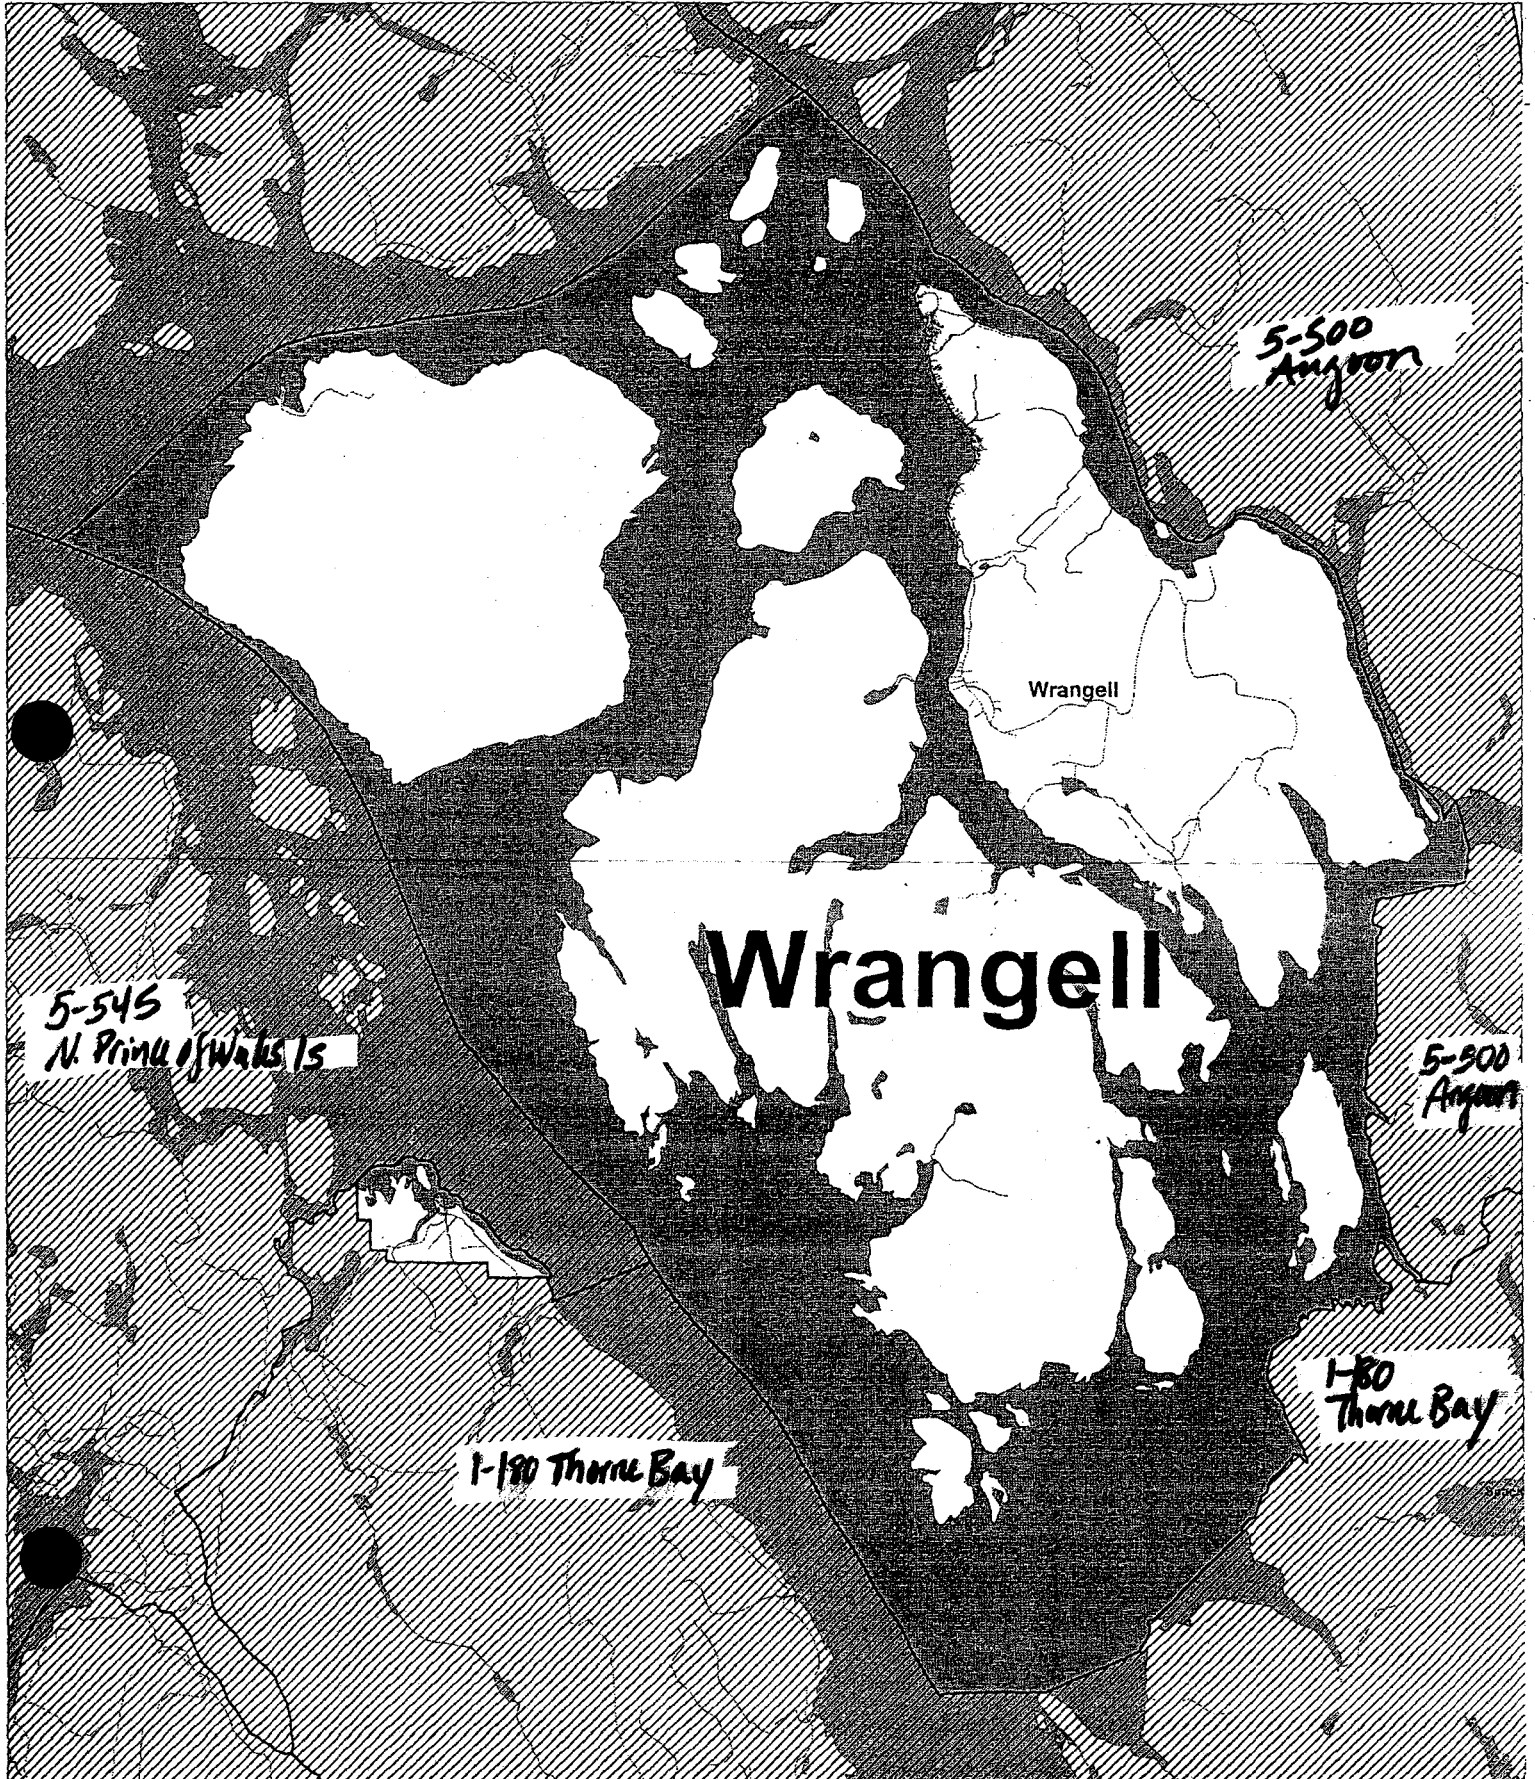 5-500
Angoon
Wrangell
Wrangell
5-545
N. Prince of Wales Is
5-500
Angoon
1-180
Thorne Bay
1-180 Thorne Bay